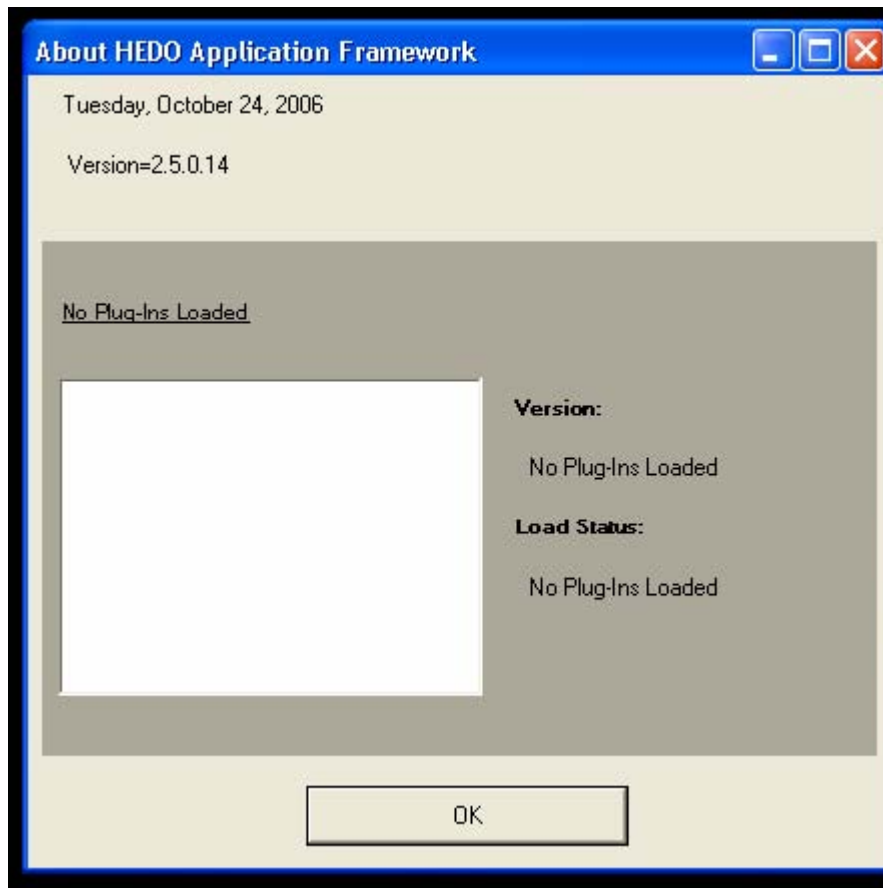 About HEDO Application Framework
Tuesday, October 24, 2006
Version=2.5.0.14
No Plug-Ins Loaded
Version:
No Plug-Ins Loaded
Load Status:
No Plug-Ins Loaded
OK